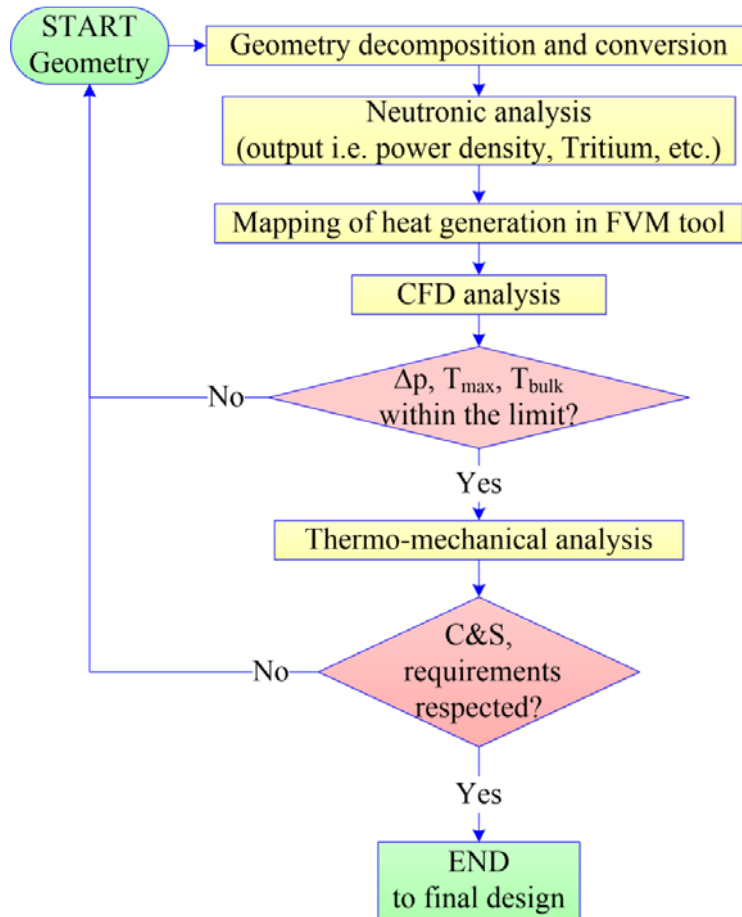 START
Geometry
Geometry decomposition and conversion
Neutronic analysis
(output i.e. power density, Tritium, etc.)
Mapping of heat generation in FVM tool
CFD analysis
Δp, Tmax, Tbulk
within the limit?
No
Yes
Thermo-mechanical analysis
C&S,
requirements
respected?
No
Yes
END
to final design